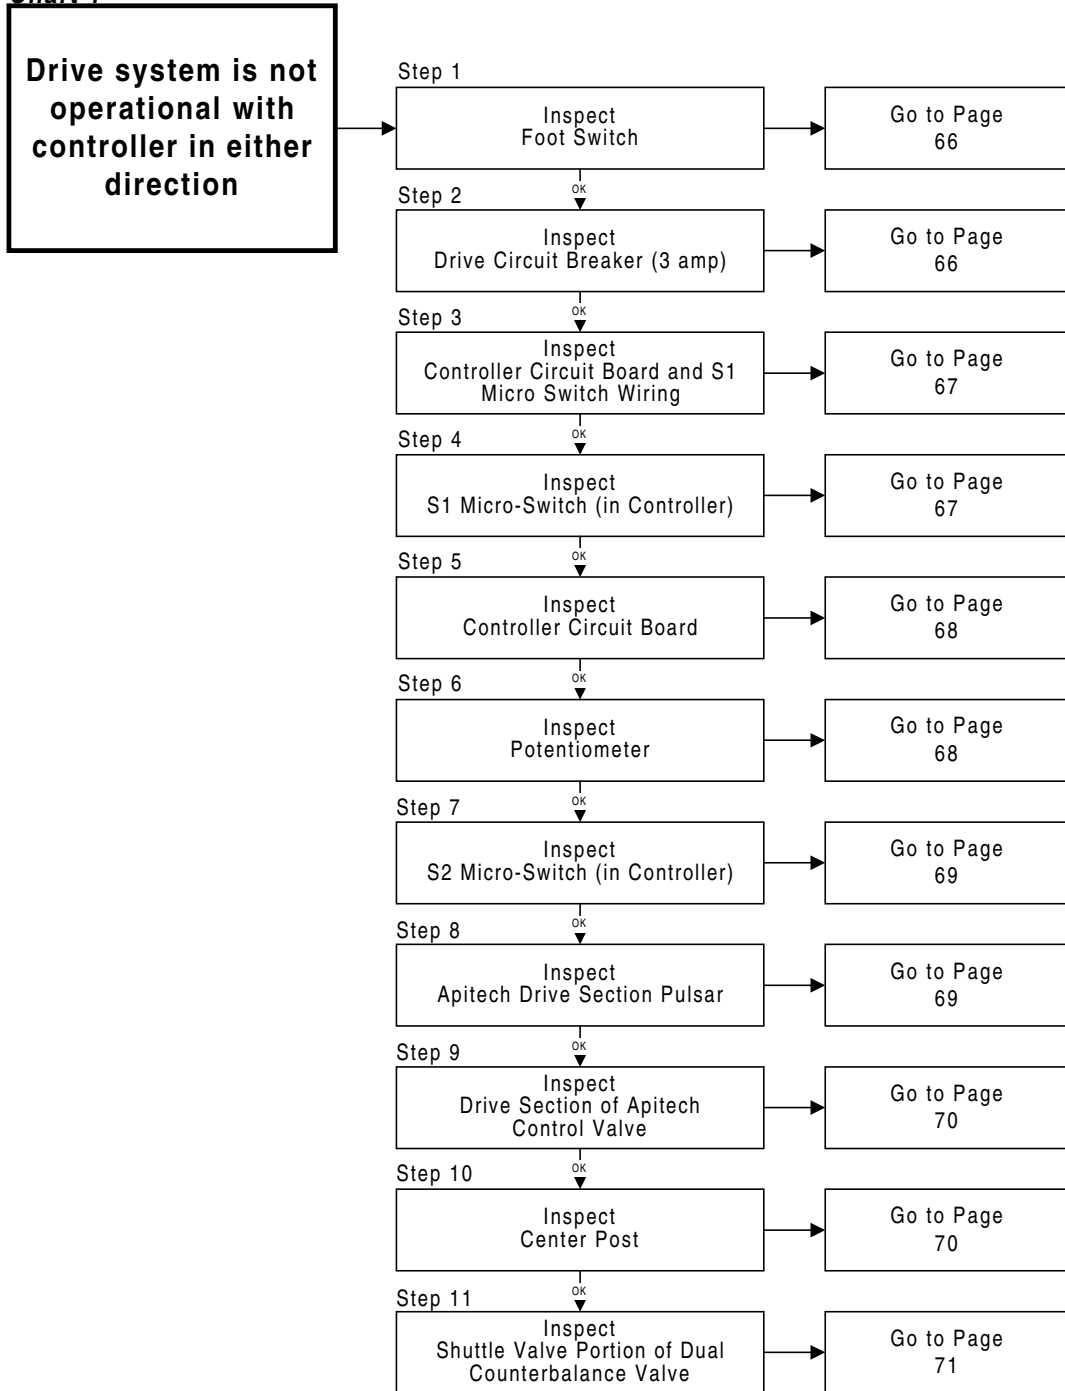 Drive system is not
operational with
controller in either
direction
Step 1
Inspect
Foot Switch
Go to Page
66
OK
Step 2
Inspect
Drive Circuit Breaker (3 amp)
Go to Page
66
OK
Step 3
Inspect
Controller Circuit Board and S1
Micro Switch Wiring
Go to Page
67
OK
Step 4
Inspect
S1 Micro-Switch (in Controller)
Go to Page
67
OK
Step 5
Inspect
Controller Circuit Board
Go to Page
68
OK
Step 6
Inspect
Potentiometer
Go to Page
68
OK
Step 7
Inspect
S2 Micro-Switch (in Controller)
Go to Page
69
OK
Step 8
Inspect
Apitech Drive Section Pulsar
Go to Page
69
OK
Step 9
Inspect
Drive Section of Apitech
Control Valve
Go to Page
70
OK
Step 10
Inspect
Center Post
Go to Page
70
OK
Step 11
Inspect
Shuttle Valve Portion of Dual
Counterbalance Valve
Go to Page
71